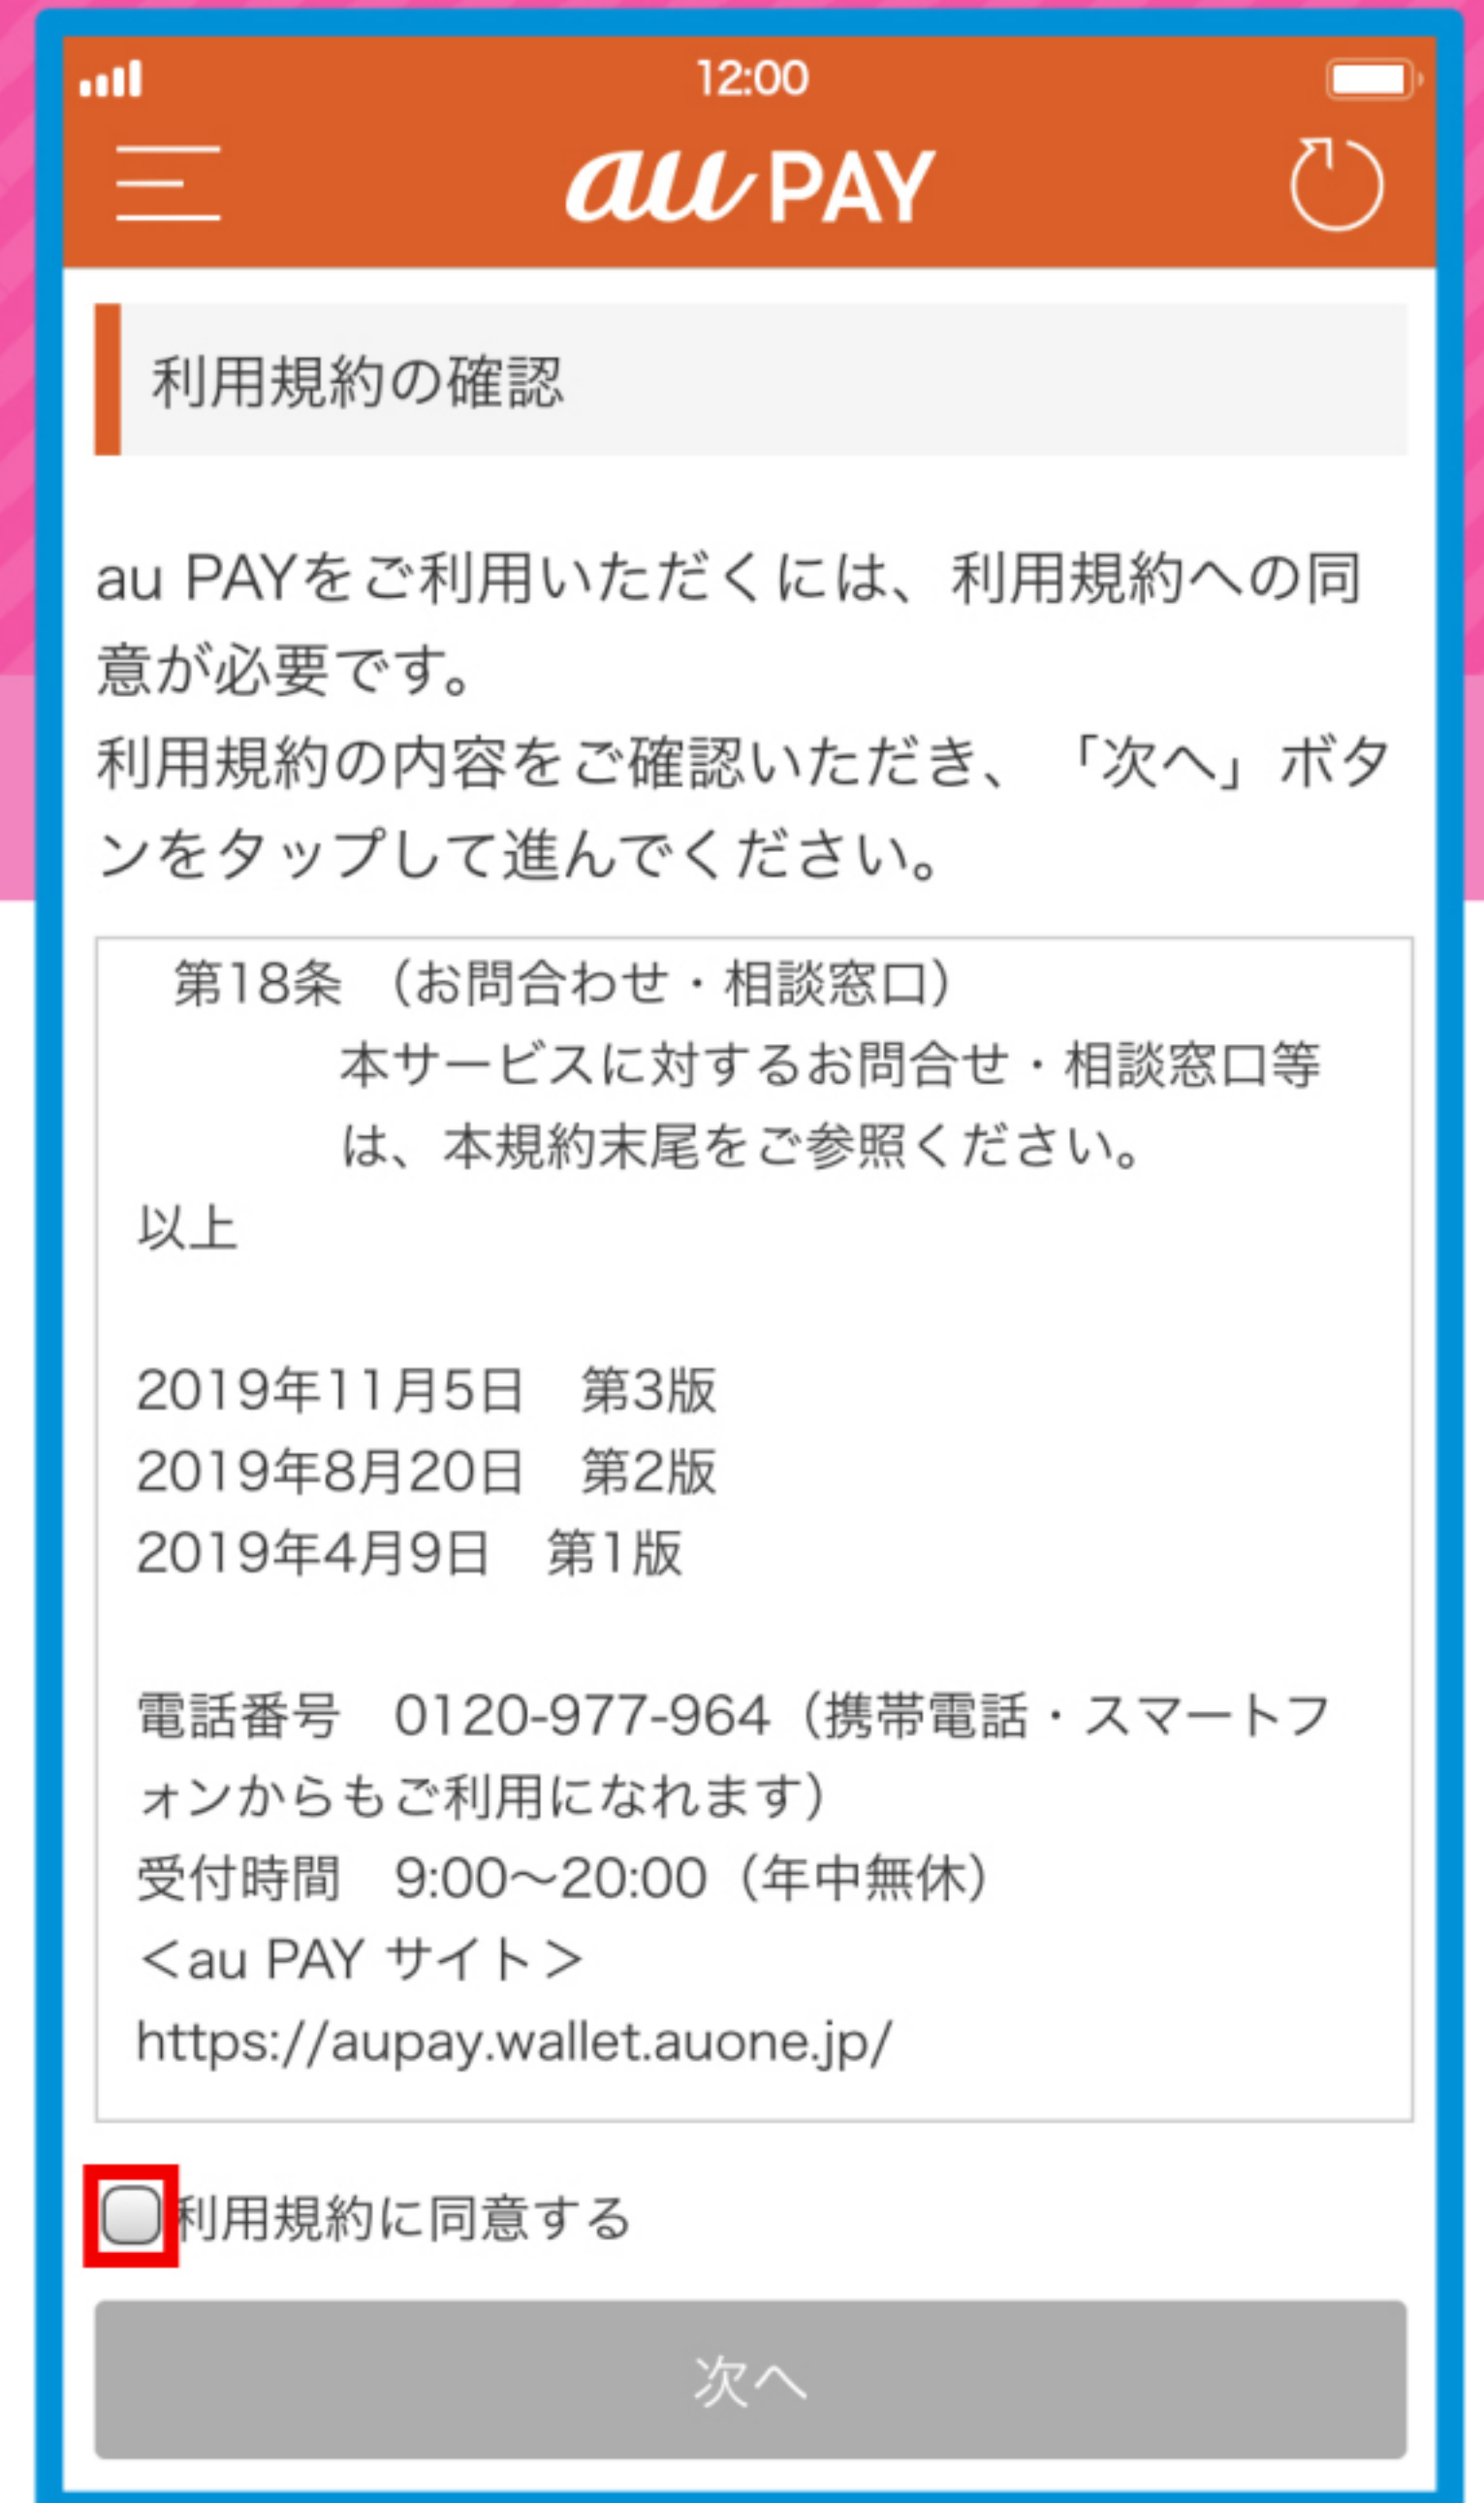 12:00
au PAY
利用規約の確認
au PAYをご利用いただくには、利用規約への同
意が必要です。
利用規約の内容をご確認いただき、「次へ」ボタ
ンをタップして進んでください。
第18条 （お問合わせ・相談窓口）
本サービスに対するお問合せ・相談窓口等
は、本規約末尾をご参照ください。
以上
2019年11月5日　第3版
2019年8月20日　第2版
2019年4月9日　第1版
電話番号　0120-977-964（携帯電話・スマートフ
ォンからもご利用になれます）
受付時間　9:00〜20:00（年中無休）
＜au PAY サイト＞
https://aupay.wallet.auone.jp/
利用規約に同意する
次へ